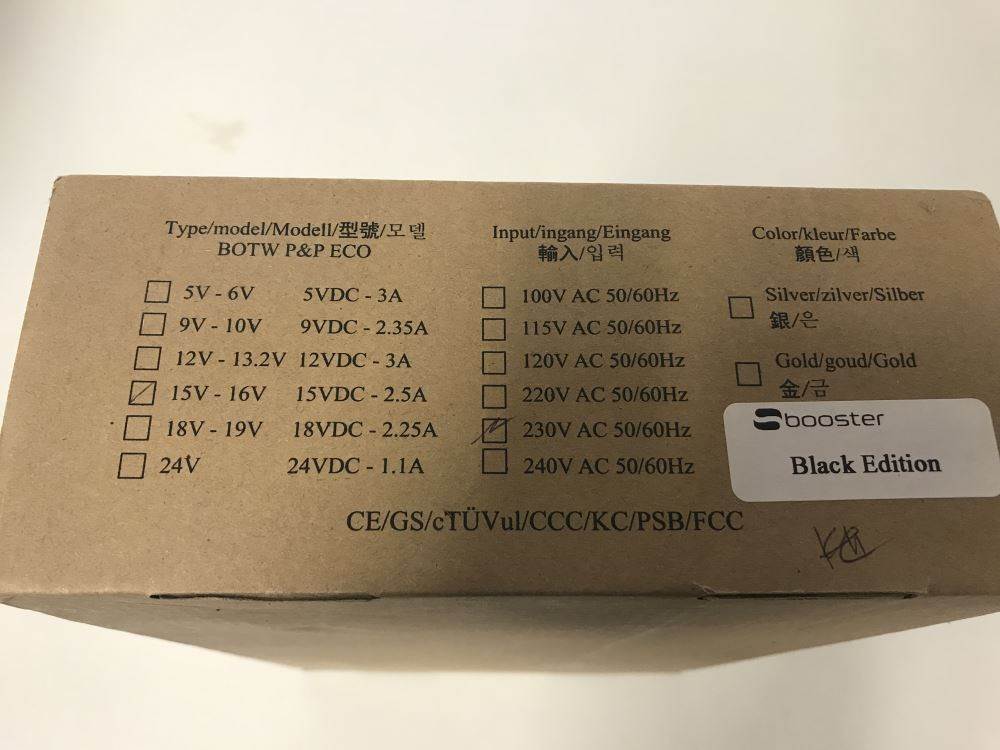 Type/model/Modell/型號/모델
BOTW P&P ECO
5V - 6V 5VDC - 3A
9V - 10V 9VDC - 2.35A
12V - 13.2V 12VDC - 3A
15V - 16V 15VDC - 2.5A
18V - 19V 18VDC - 2.25A
24V 24VDC - 1.1A
Input/ingang/Eingang
輸入/입력
100V AC 50/60Hz
115V AC 50/60Hz
120V AC 50/60Hz
220V AC 50/60Hz
230V AC 50/60Hz
240V AC 50/60Hz
Color/kleur/Farbe
顏色/색
Silver/zilver/Silber
銀/은
Gold/goud/Gold
金/금
booster
Black Edition
CE/GS/cTÜVul/CCC/KC/PSB/FCC